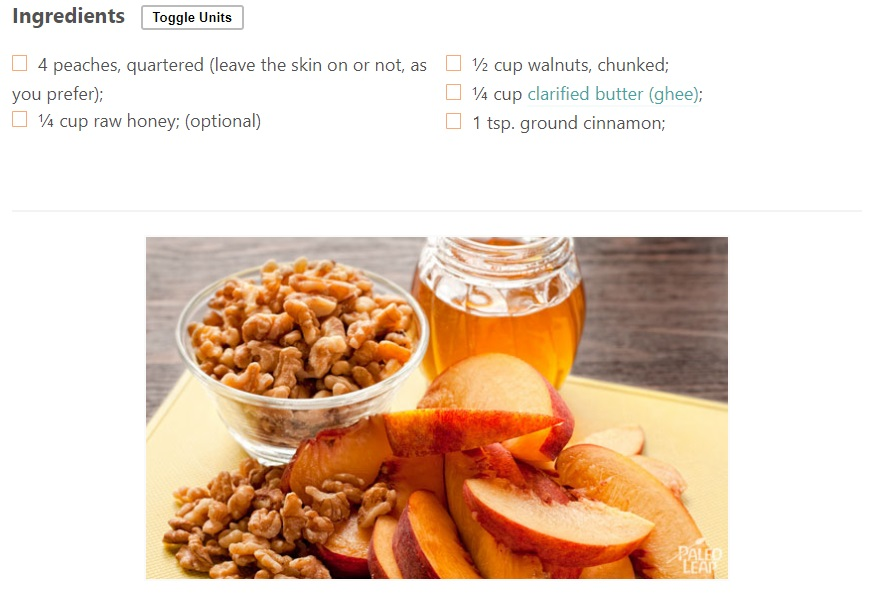 Ingredients
Toggle Units
4 peaches, quartered (leave the skin on or not, as
you prefer);
¼ cup raw honey; (optional)
½ cup walnuts, chunked;
¼ cup clarified butter (ghee);
1 tsp. ground cinnamon;
PALEO
LEAP